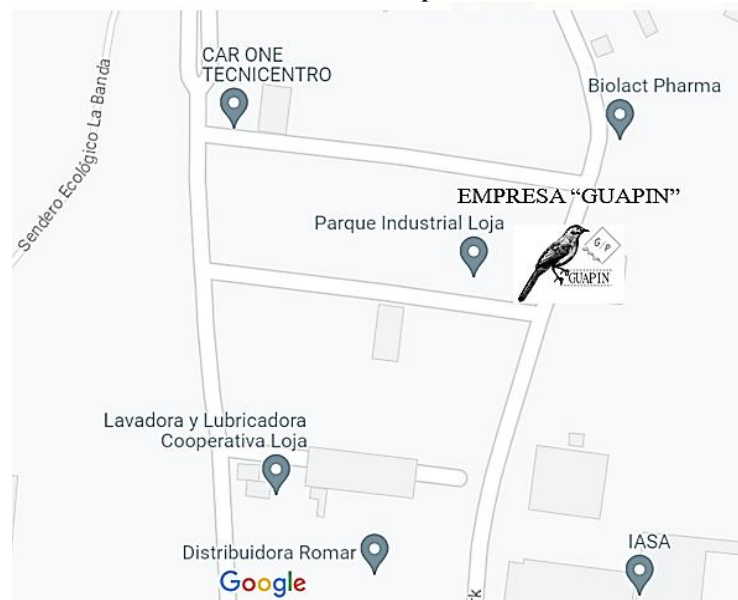 CAR ONE
TECNICENTRO
Biolact Pharma
Sendero Ecológico La Banda
EMPRESA “GUAPIN”
Parque Industrial Loja
G/P
GUAPIN
Lavadora y Lubricadora
Cooperativa Loja
Distribuidora Romar
IASA
Google